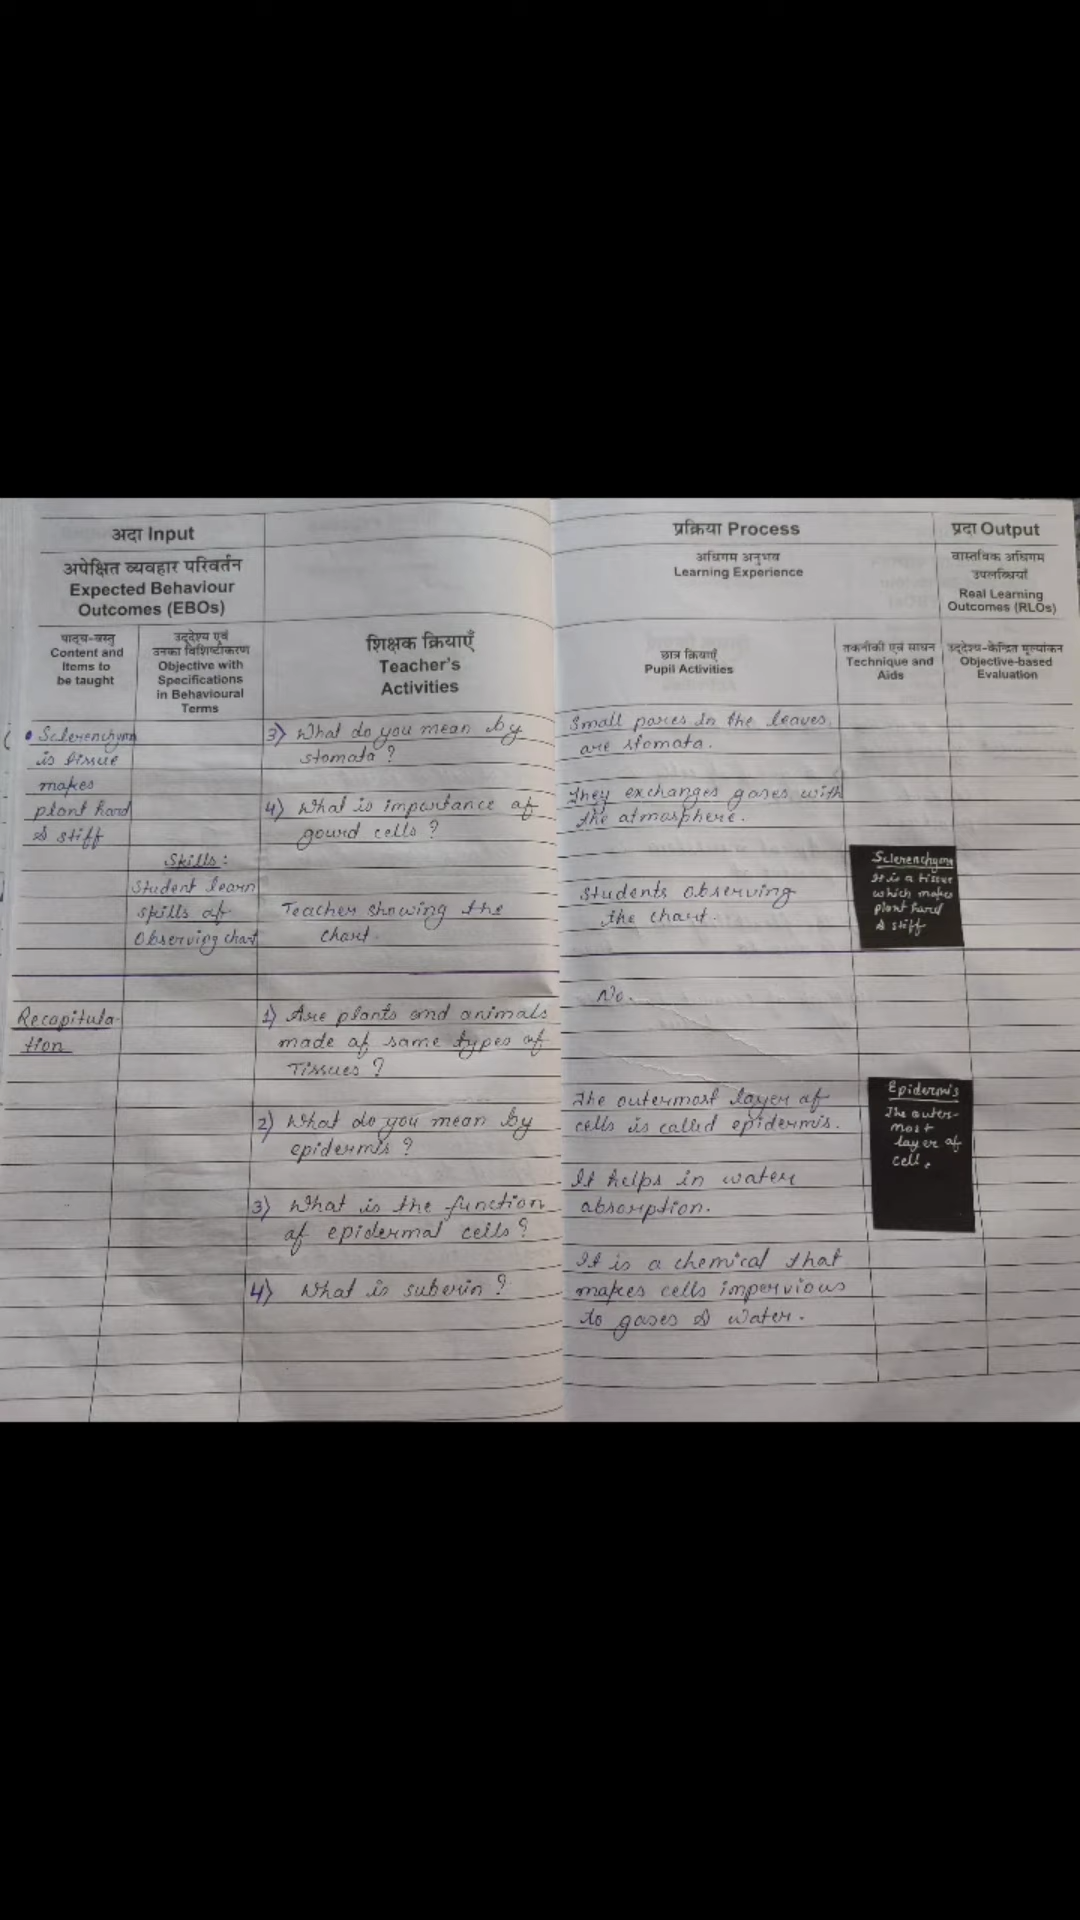 अदा Input
अपेक्षित व्यवहार परिवर्तन
Expected Behaviour
Outcomes (EBOs)
प्रक्रिया Process
अधिगम अनुभव
Learning Experience
प्रदा Output
वास्तविक अधिगम
उपलब्धियाँ
Real Learning
Outcomes (RLOs)
पाठ्य-वस्तु
Content and
Items to
be taught
उद्देश्य एवं
उनका विशिष्टीकरण
Objective with
Specifications
in Behavioural
Terms
शिक्षक क्रियाएँ
Teacher's
Activities
छात्र क्रियाएँ
Pupil Activities
तकनीकी एवं साधन
Technique and
Aids
उद्देश्य-केन्द्रित मूल्यांकन
Objective-based
Evaluation
• Sclerenchyma
is tissue
makes
plant hard
& stiff
3) What do you mean by
stomata ?
Small pores in the leaves
are stomata.
4) What is importance of
gourd cells ?
They exchanges gases with
the atmosphere.
Skills :
Student learn
skills of
Observing chart
Teacher showing the
chart.
Students observing
the chart.
Sclerenchyma
It is a tissue
which makes
plant hard
& stiff
Recapitula-
tion
1) Are plants and animals
made of same types of
Tissues ?
No.
2) What do you mean by
epidermis ?
The outermost layer of
cells is called epidermis.
Epidermis
The outer-
most
layer of
cell.
3) What is the function
of epidermal cells ?
It helps in water
absorption.
4) What is suberin ?
It is a chemical that
makes cells impervious
to gases & water.